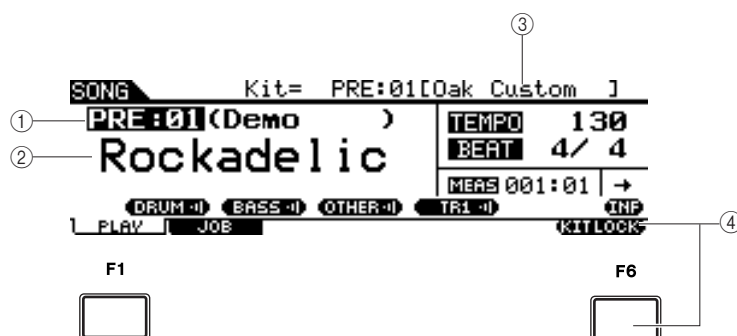 ③
SONG Kit= PRE:01[Oak Custom ]
① PRE:01(Demo ) TEMPO 130
② Rockadelic BEAT 4/ 4
MEAS 001:01 →
DRUM BASS OTHER TR1 INF
PLAY JOB KITLOCK ④
F1 F6